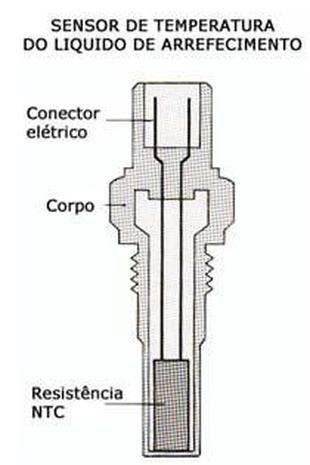 SENSOR DE TEMPERATURA
DO LIQUIDO DE ARREFECIMENTO
Conector
elétrico
Corpo
Resistência
NTC